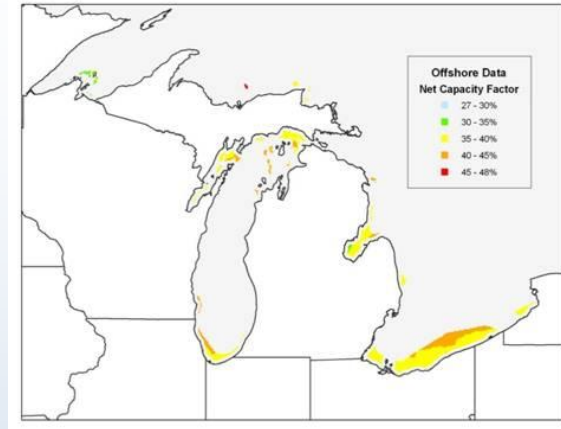 Offshore Data
Net Capacity Factor
27 - 30%
30 - 35%
35 - 40%
40 - 45%
45 - 48%